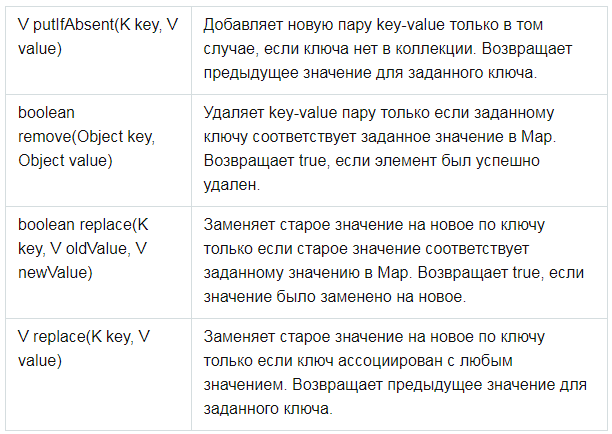 V putIfAbsent(K key, V
value)
Добавляет новую пару key-value только в том
случае, если ключа нет в коллекции. Возвращает
предыдущее значение для заданного ключа.
boolean
remove(Object key,
Object value)
Удаляет key-value пару только если заданному
ключу соответствует заданное значение в Map.
Возвращает true, если элемент был успешно
удален.
boolean replace(K
key, V oldValue, V
newValue)
Заменяет старое значение на новое по ключу
только если старое значение соответствует
заданному значению в Map. Возвращает true, если
значение было заменено на новое.
V replace(K key, V
value)
Заменяет старое значение на новое по ключу
только если ключ ассоциирован с любым
значением. Возвращает предыдущее значение для
заданного ключа.